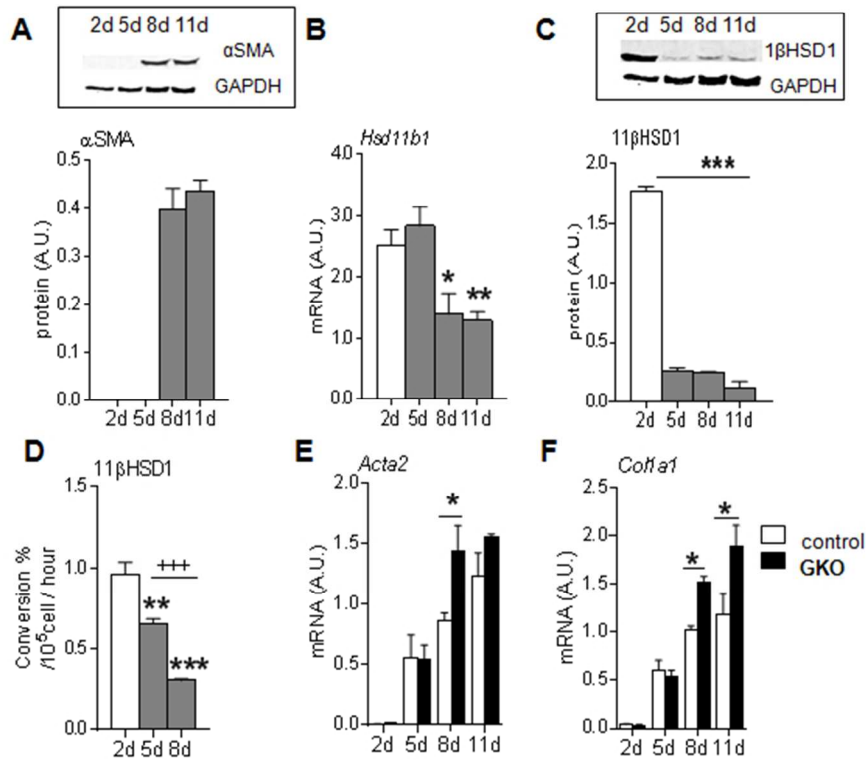 A
2d 5d 8d 11d
αSMA
GAPDH
αSMA
protein (A.U.)
0.5
0.4
0.3
0.2
0.1
0.0
2d 5d 8d 11d
B
Hsd11b1
mRNA (A.U.)
4.0
3.0
2.0
1.0
0.0
* **
2d 5d 8d 11d
C
2d 5d 8d 11d
1βHSD1
GAPDH
11βHSD1
protein (A.U.)
2.0
1.5
1.0
0.5
0.0
***
2d 5d 8d 11d
D
11βHSD1
Conversion %
/10⁵cell / hour
1.5
1.0
0.5
0.0
+++
**
***
2d 5d 8d
E
Acta2
mRNA (A.U.)
2.0
1.5
1.0
0.5
0.0
*
2d 5d 8d 11d
F
Col1a1
mRNA (A.U.)
2.5
2.0
1.5
1.0
0.5
0.0
*
*
2d 5d 8d 11d
control
GKO